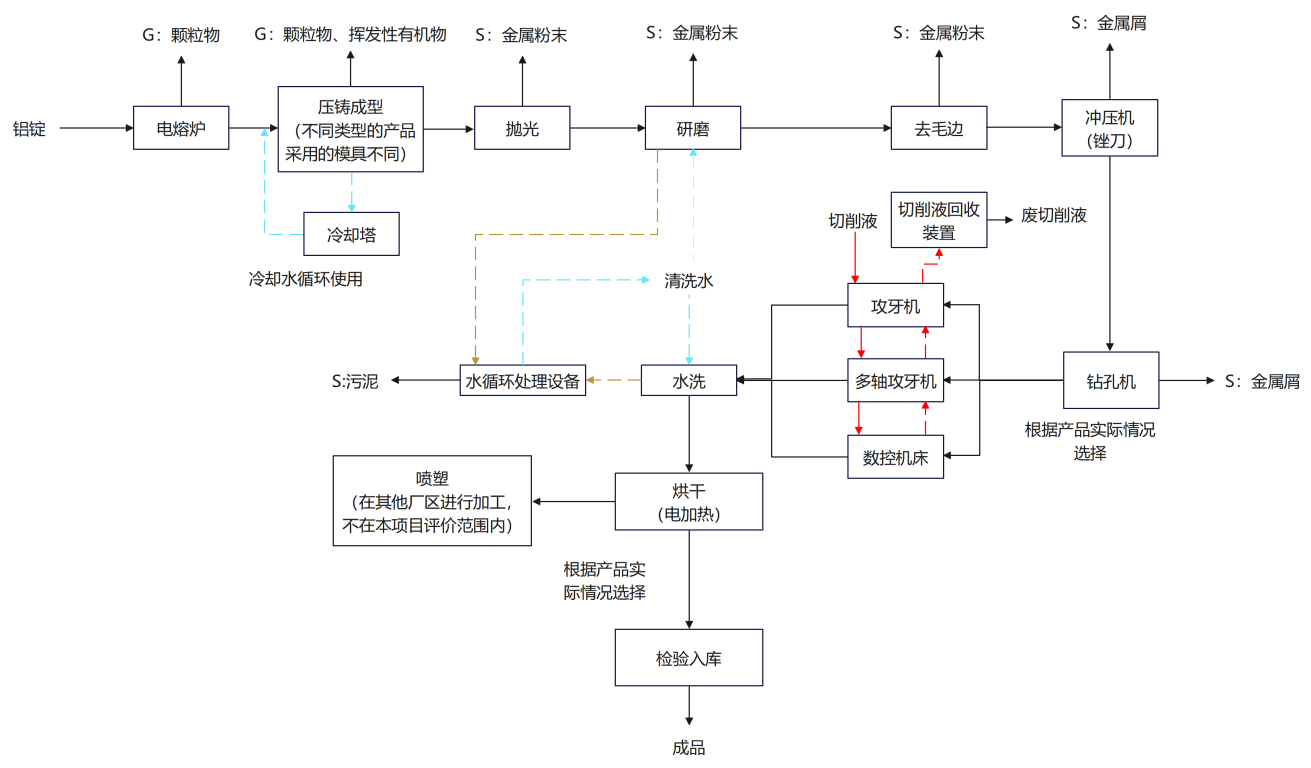 G：颗粒物
G：颗粒物、挥发性有机物
S：金属粉末
S：金属粉末
S：金属粉末
S：金属屑
铝锭
电熔炉
压铸成型
（不同类型的产品
采用的模具不同）
抛光
研磨
去毛边
冲压机
（锉刀）
冷却塔
冷却水循环使用
切削液
切削液回收
装置
废切削液
清洗水
攻牙机
S:污泥
水循环处理设备
水洗
多轴攻牙机
钻孔机
S：金属屑
根据产品实际情况
选择
数控机床
喷塑
（在其他厂区进行加工，
不在本项目评价范围内）
烘干
（电加热）
根据产品实
际情况选择
检验入库
成品